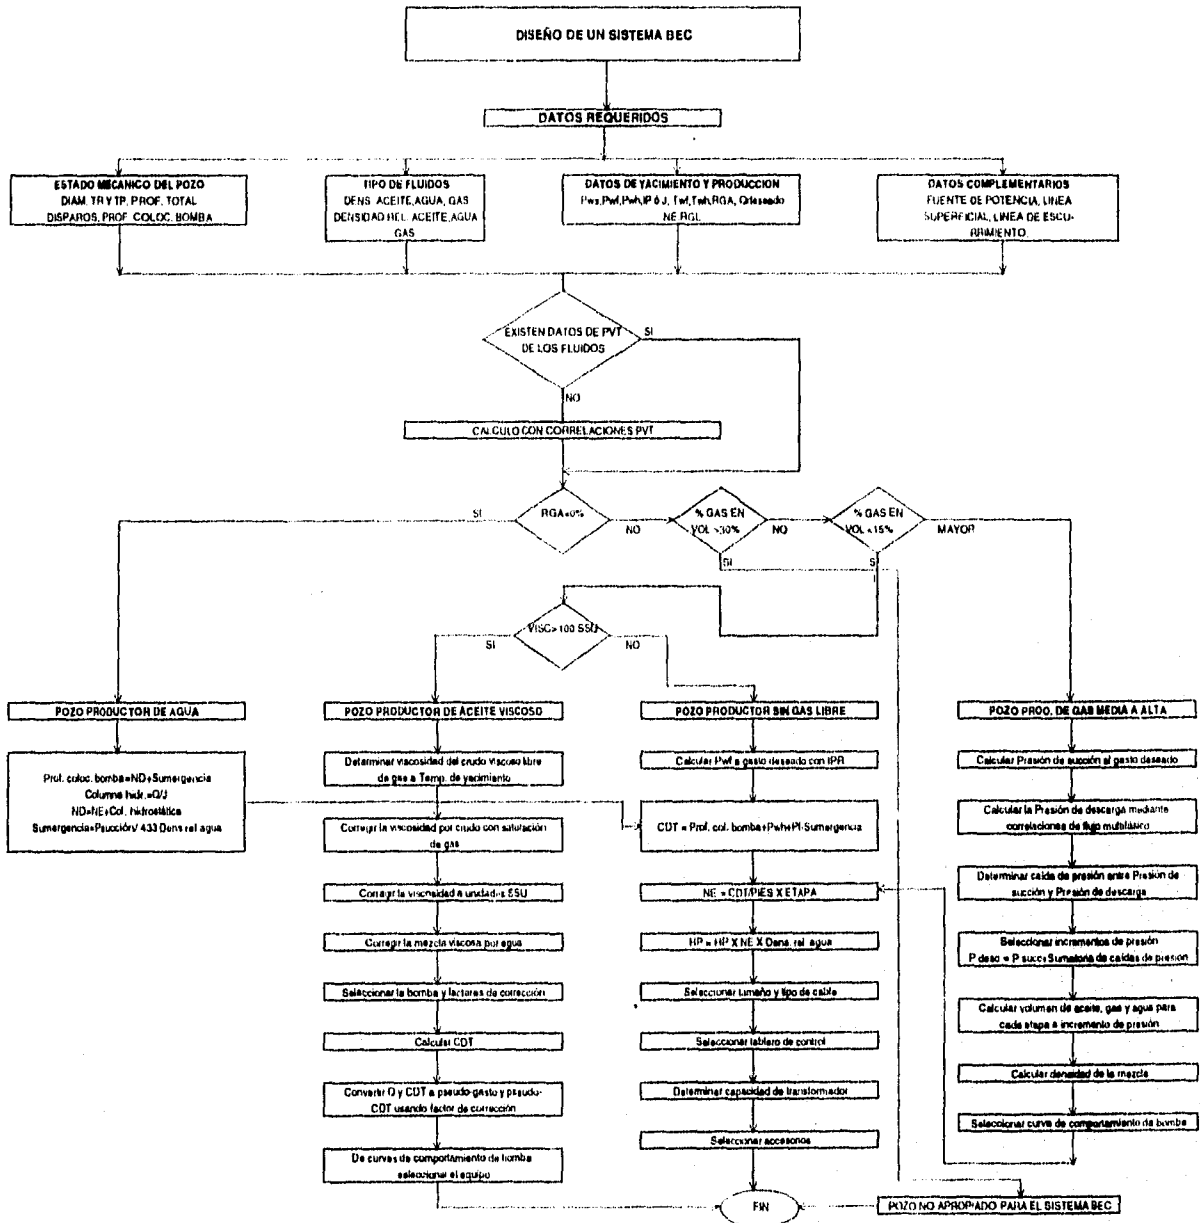 DISEÑO DE UN SISTEMA BEC
DATOS REQUERIDOS
ESTADO MECANICO DEL POZO
DIAM. TR Y TP, PROF. TOTAL
DISPAROS, PROF. COLOC. BOMBA
TIPO DE FLUIDOS
DENS. ACEITE, AGUA, GAS
DENSIDAD REL. ACEITE, AGUA
GAS
DATOS DE YACIMIENTO Y PRODUCCION
Pws, Pwf, Pwh, IP ó J, Twf, Twh, RGA, Qdeseado
NE, RGL
DATOS COMPLEMENTARIOS
FUENTE DE POTENCIA, LINEA
SUPERFICIAL, LINEA DE ESCU-
RRIMIENTO.
EXISTEN DATOS DE PVT
DE LOS FLUIDOS
SI
NO
CALCULO CON CORRELACIONES PVT
SI
RGA=0%
NO
% GAS EN
VOL >30%
NO
% GAS EN
VOL <15%
MAYOR
SI
SI
VISC>100 SSU
SI
NO
POZO PRODUCTOR DE AGUA
POZO PRODUCTOR DE ACEITE VISCOSO
POZO PRODUCTOR SIN GAS LIBRE
POZO PROD. DE GAS MEDIA A ALTA
Prof. coloc. bomba=ND+Sumergencia
Columna hidr.=Q/J
ND=NE+Col. hidrostática
Sumergencia=Psucción/.433 Dens rel agua
Determinar viscosidad del crudo viscoso libre
de gas a Temp. de yacimiento
Corregir la viscosidad por crudo con saturación
de gas
Corregir la viscosidad a unidades SSU
Corregir la mezcla viscosa por agua
Seleccionar la bomba y factores de corrección
Calcular CDT
Convertir Q y CDT a pseudo-gasto y pseudo-
CDT usando factor de corrección
De curvas de comportamiento de bomba
seleccionar el equipo
Calcular Pwf a gasto deseado con IPR
CDT = Prof. col. bomba+Pwh+Pf-Sumergencia
NE = CDT/PIES X ETAPA
HP = HP X NE X Dens. rel. agua
Seleccionar tamaño y tipo de cable
Seleccionar tablero de control
Determinar capacidad de transformador
Seleccionar accesorios
FIN
Calcular Presión de succión al gasto deseado
Calcular la Presión de descarga mediante
correlaciones de flujo multifásico
Determinar caída de presión entre Presión de
succión y Presión de descarga
Seleccionar incrementos de presión
P desc = P succ+Sumatoria de caídas de presión
Calcular volumen de aceite, gas y agua para
cada etapa a incremento de presión
Calcular densidad de la mezcla
Seleccionar curva de comportamiento de bomba
POZO NO APROPIADO PARA EL SISTEMA BEC